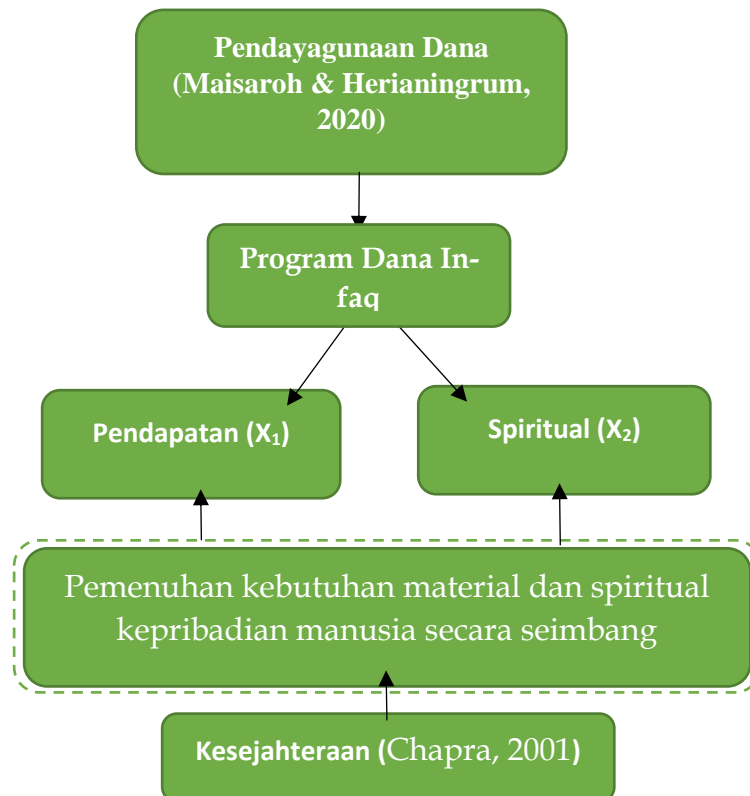 Pendayagunaan Dana
(Maisaroh & Herianingrum,
2020)
Program Dana In-
faq
Pendapatan (X₁)
Spiritual (X₂)
Pemenuhan kebutuhan material dan spiritual
kepribadian manusia secara seimbang
Kesejahteraan (Chapra, 2001)